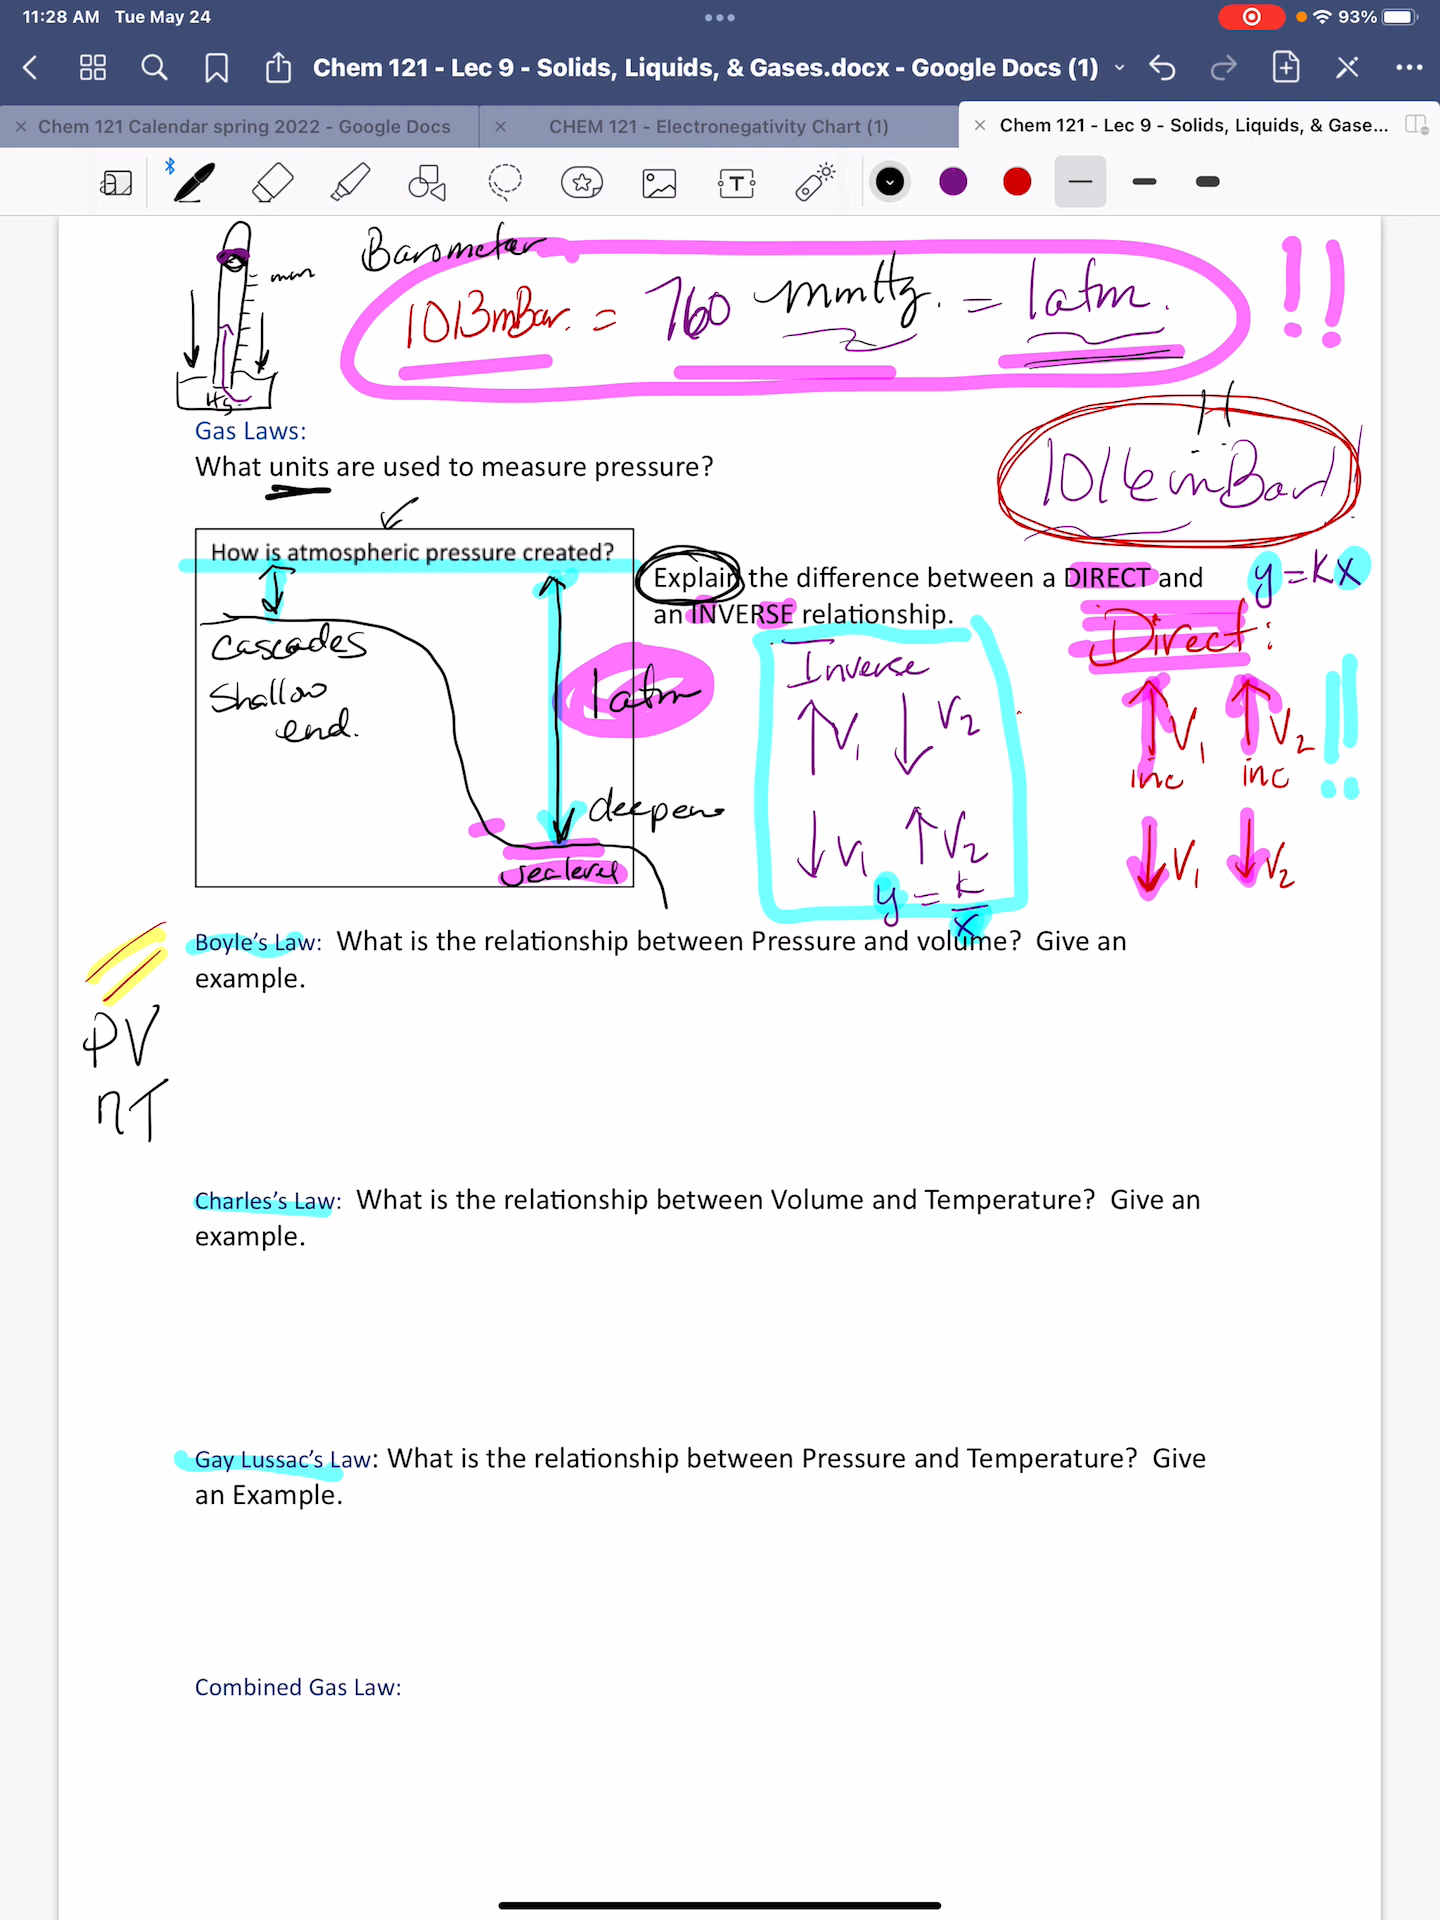 11:28 AM Tue May 24
93%
Chem 121 - Lec 9 - Solids, Liquids, & Gases.docx - Google Docs (1)
Chem 121 Calendar spring 2022 - Google Docs
CHEM 121 - Electronegativity Chart (1)
Chem 121 - Lec 9 - Solids, Liquids, & Gase...
Barometer
mm
1013mBar. = 760 mmHg. = 1atm. !!
Hg
Gas Laws:
H
What units are used to measure pressure?
1016mBar
How is atmospheric pressure created?
Explain the difference between a DIRECT and
an INVERSE relationship.
y=kx
Direct:
Cascades
Shallow
end.
1atm
deeper
sea level
Inverse
↑V₁ ↓V₂
↓V₁ ↑V₂
y = k/x
↑V₁ ↑V₂ !!
inc inc
↓V₁ ↓V₂
Boyle's Law: What is the relationship between Pressure and volume? Give an
example.
PV
nT
Charles's Law: What is the relationship between Volume and Temperature? Give an
example.
Gay Lussac's Law: What is the relationship between Pressure and Temperature? Give
an Example.
Combined Gas Law: